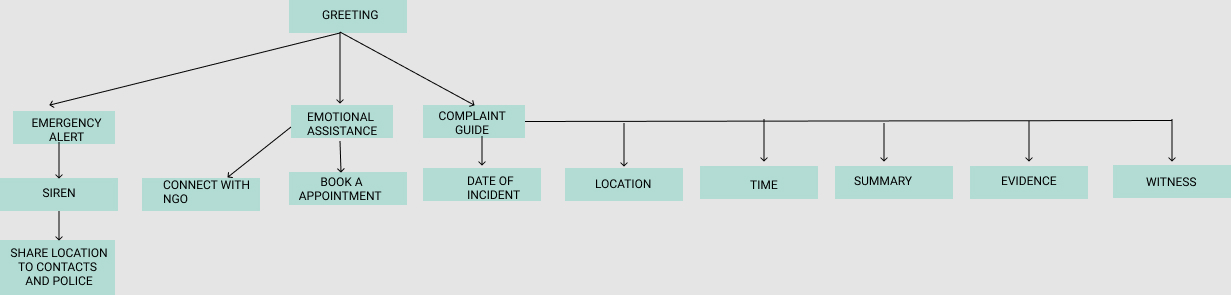 GREETING
EMERGENCY
ALERT
EMOTIONAL
ASSISTANCE
COMPLAINT
GUIDE
SIREN
CONNECT WITH
NGO
BOOK A
APPOINTMENT
DATE OF
INCIDENT
LOCATION
TIME
SUMMARY
EVIDENCE
WITNESS
SHARE LOCATION
TO CONTACTS
AND POLICE